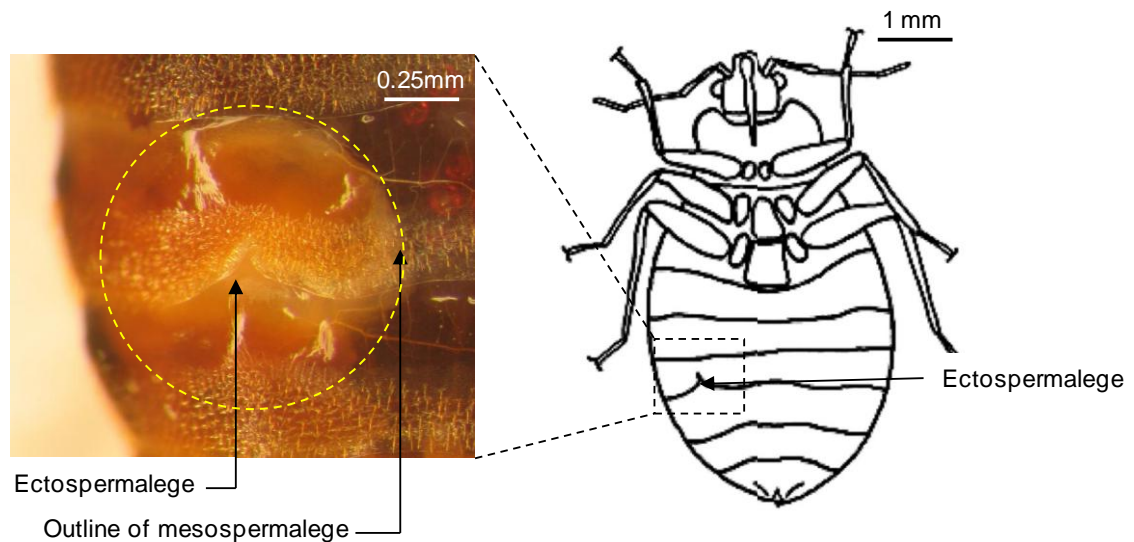 1 mm
0.25mm
Ectospermalege
Ectospermalege
Outline of mesospermalege